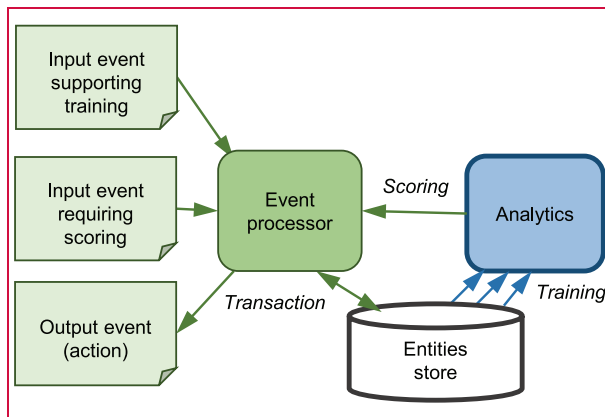 Input event
supporting
training
Input event
requiring
scoring
Output event
(action)
Event
processor
Scoring
Analytics
Transaction
Training
Entities
store